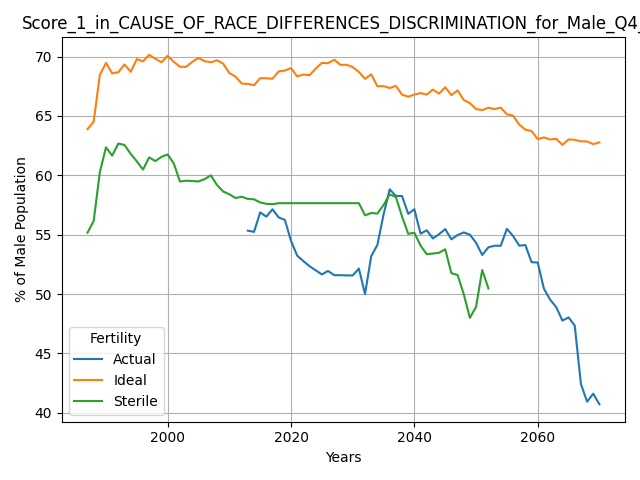 Score_1_in_CAUSE_OF_RACE_DIFFERENCES_DISCRIMINATION_for_Male_Q4_
% of Male Population
70
65
60
55
50
45
40
Fertility
Actual
Ideal
Sterile
2000 2020 2040 2060
Years